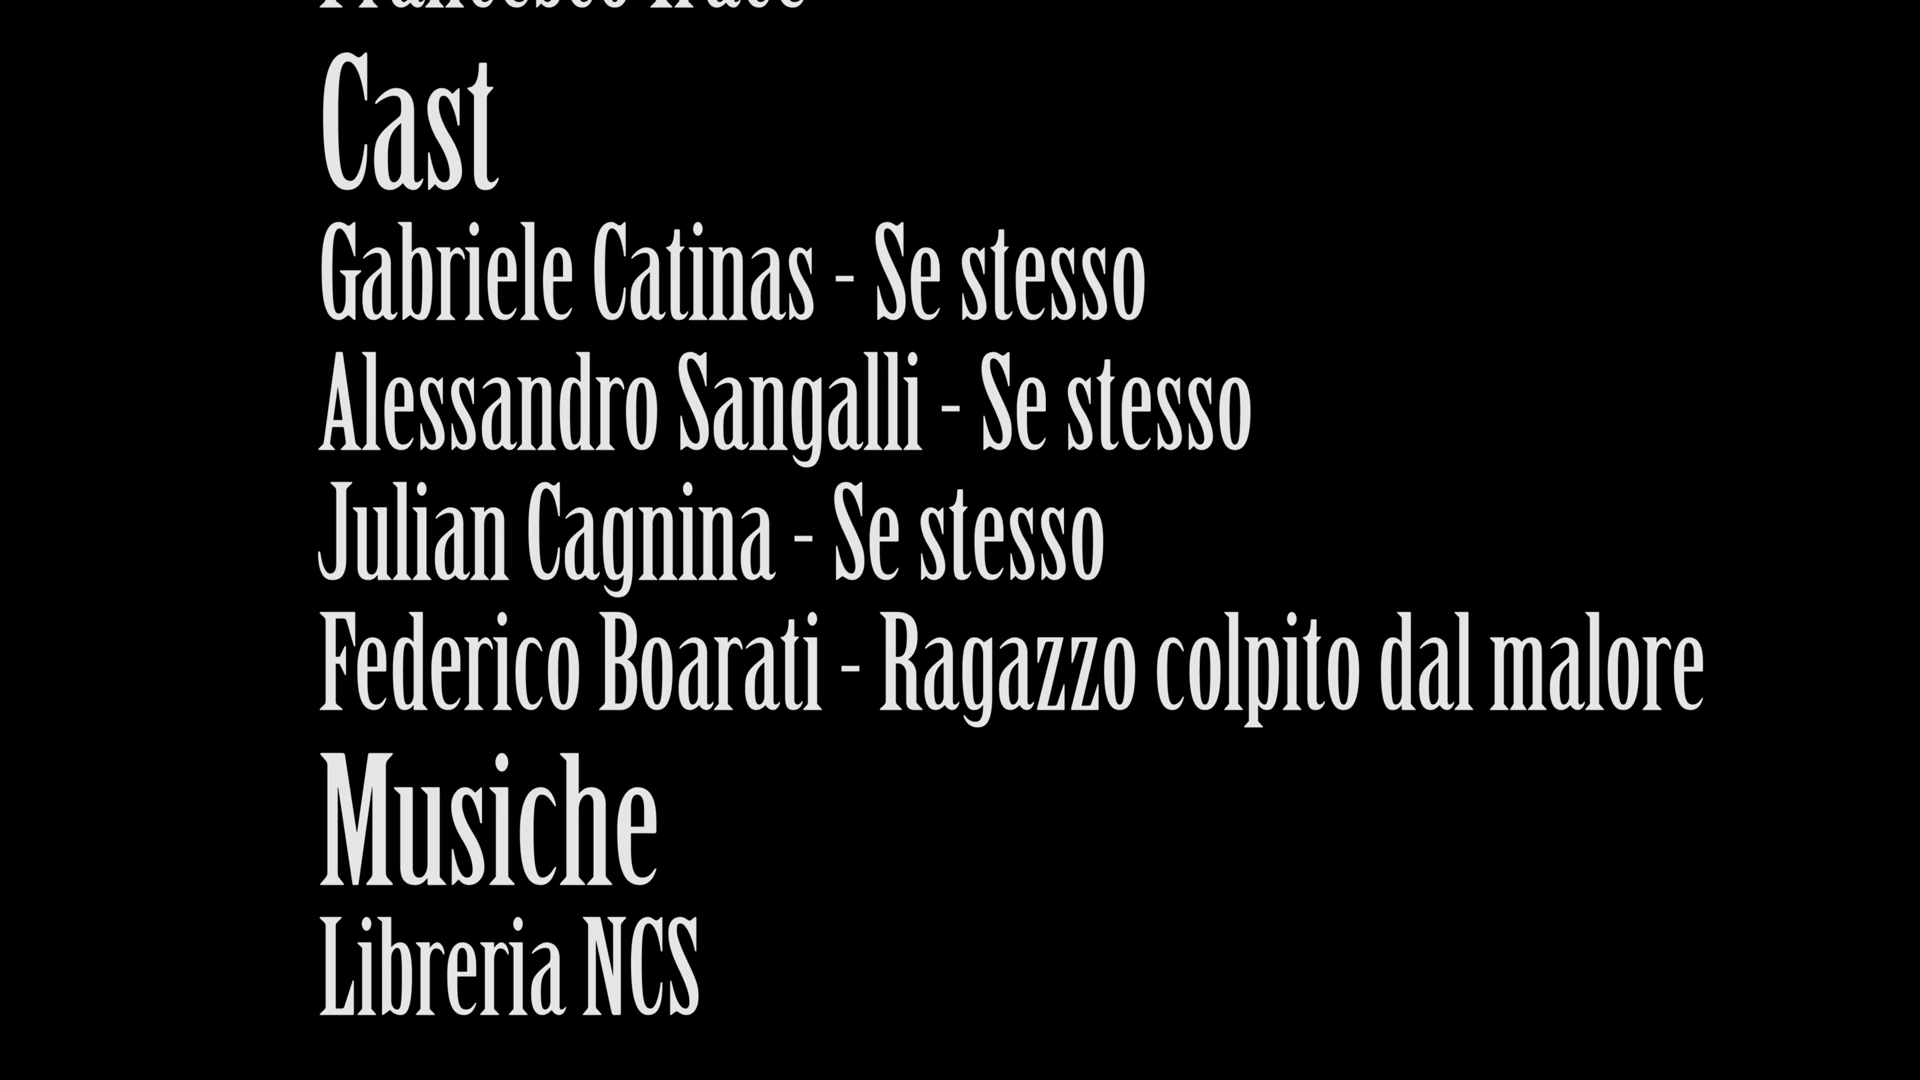 Cast
Gabriele Catinas - Se stesso
Alessandro Sangalli - Se stesso
Julian Cagnina - Se stesso
Federico Boarati - Ragazzo colpito dal malore
Musiche
Libreria NCS